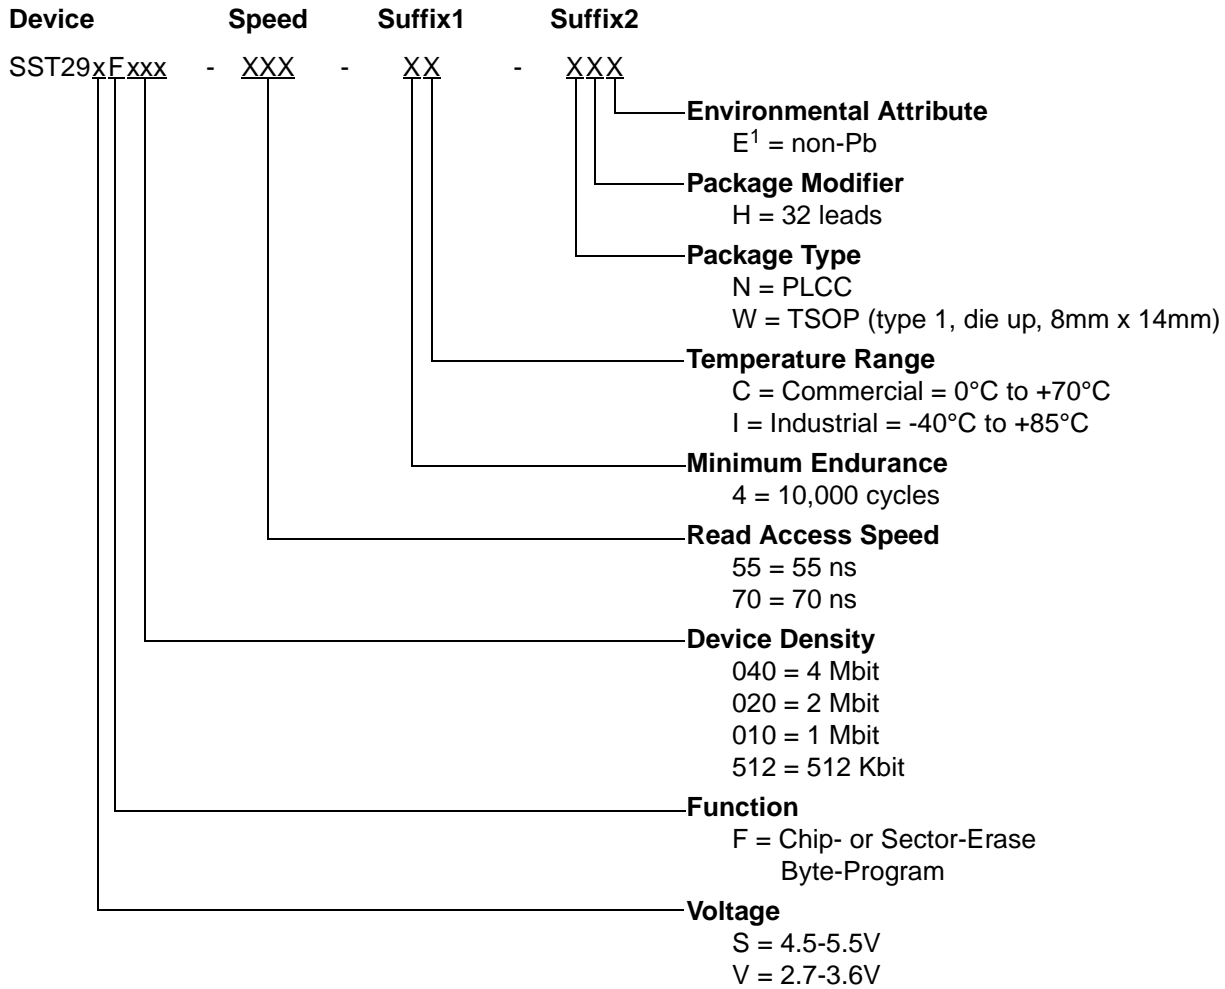 Device Speed Suffix1 Suffix2
SST29xFxxx - XXX - XX - XXX
Environmental Attribute
E1 = non-Pb
Package Modifier
H = 32 leads
Package Type
N = PLCC
W = TSOP (type 1, die up, 8mm x 14mm)
Temperature Range
C = Commercial = 0°C to +70°C
I = Industrial = -40°C to +85°C
Minimum Endurance
4 = 10,000 cycles
Read Access Speed
55 = 55 ns
70 = 70 ns
Device Density
040 = 4 Mbit
020 = 2 Mbit
010 = 1 Mbit
512 = 512 Kbit
Function
F = Chip- or Sector-Erase
Byte-Program
Voltage
S = 4.5-5.5V
V = 2.7-3.6V